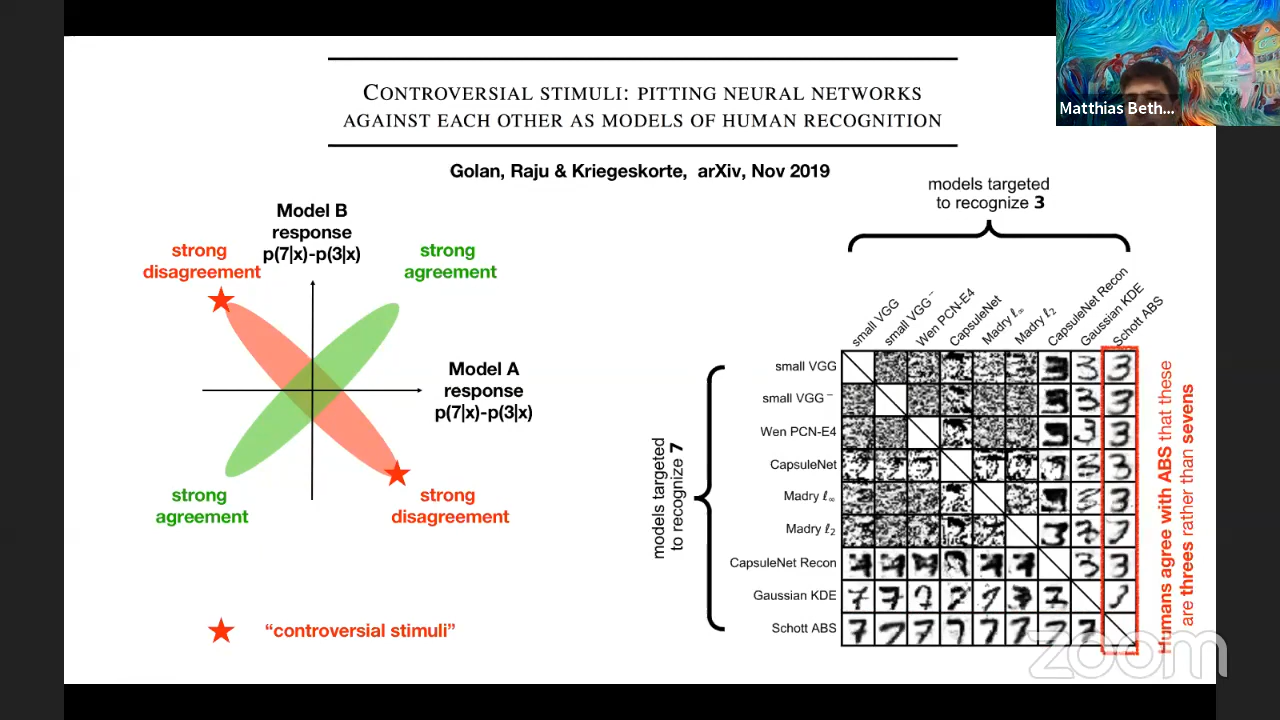 CONTROVERSIAL STIMULI: PITTING NEURAL NETWORKS
AGAINST EACH OTHER AS MODELS OF HUMAN RECOGNITION
Matthias Beth...
Golan, Raju & Kriegeskorte, arXiv, Nov 2019
Model B
response
p(7|x)-p(3|x)
strong
disagreement
strong
agreement
Model A
response
p(7|x)-p(3|x)
strong
agreement
strong
disagreement
"controversial stimuli"
models targeted
to recognize 3
small VGG
small VGG⁻
Wen PCN-E4
CapsuleNet
Madry ℓ∞
Madry ℓ₂
CapsuleNet Recon
Gaussian KDE
Schott ABS
models targeted
to recognize 7
small VGG
small VGG⁻
Wen PCN-E4
CapsuleNet
Madry ℓ∞
Madry ℓ₂
CapsuleNet Recon
Gaussian KDE
Schott ABS
Humans agree with ABS that these
are threes rather than sevens
zoom